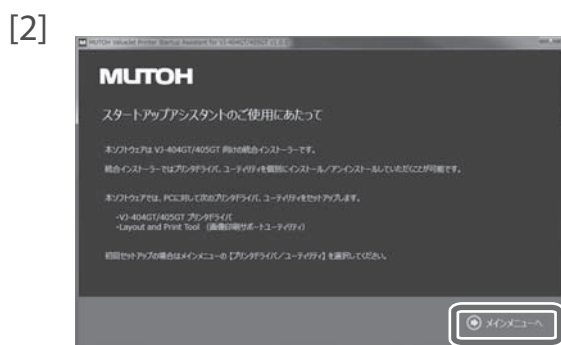 [2]
MUTOH ValueJet Printer Startup Assistant for VJ-404GT/405GT v1.0.0
MUTOH
スタートアップアシスタントのご使用にあたって
本ソフトウェアは VJ-404GT/405GT 向けの統合インストーラーです。
統合インストーラーではプリンタドライバ、ユーティリティを個別にインストール/アンインストールしていただくことが可能です。
本ソフトウェアでは、PCに対して次のプリンタドライバ、ユーティリティをセットアップします。
-VJ-404GT/405GT プリンタドライバ
-Layout and Print Tool （画像印刷サポートユーティリティ）
初回セットアップの場合はメインメニューの【プリンタドライバ/ユーティリティ】を選択してください。
メインメニューへ